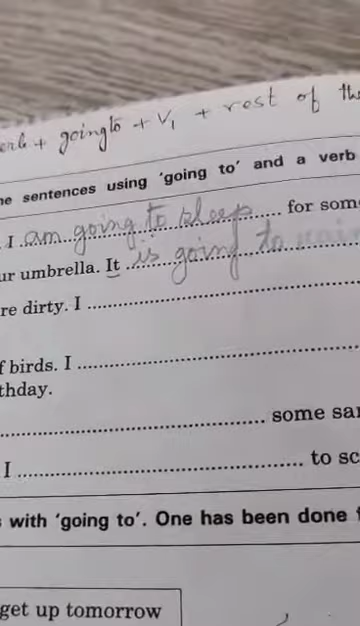 + going to + V₁ + rest of the
sentences using 'going to' and a verb
I am going to sleep for som
ur umbrella. It is going to
re dirty. I
f birds. I
thday.
some sa
I to sc
with 'going to'. One has been done f
get up tomorrow